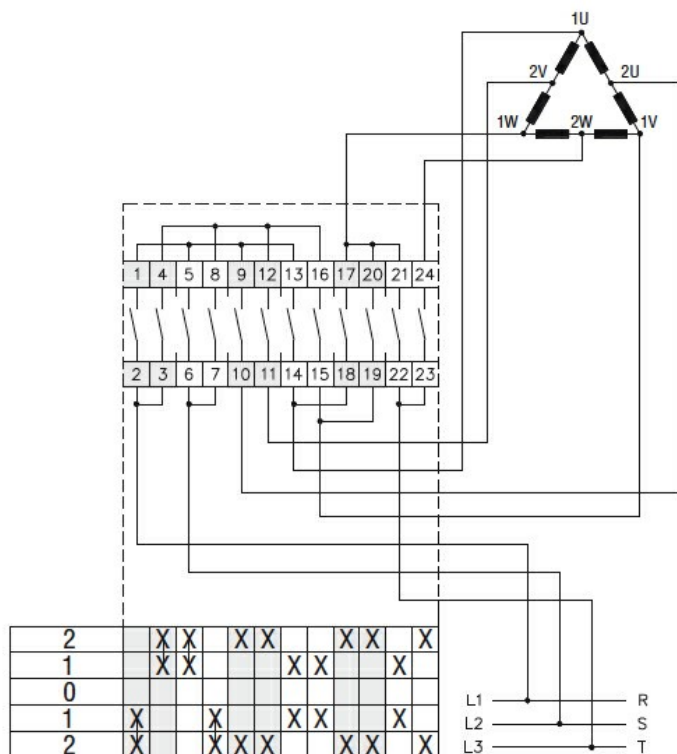 1U
2V 2U
1W 2W 1V
1 4 5 8 9 12 13 16 17 20 21 24
2 3 6 7 10 11 14 15 18 19 22 23
2 X X X X X X X
1 X X X X X
0
1 X X X X X
2 X X X X X X X
L1 R
L2 S
L3 T